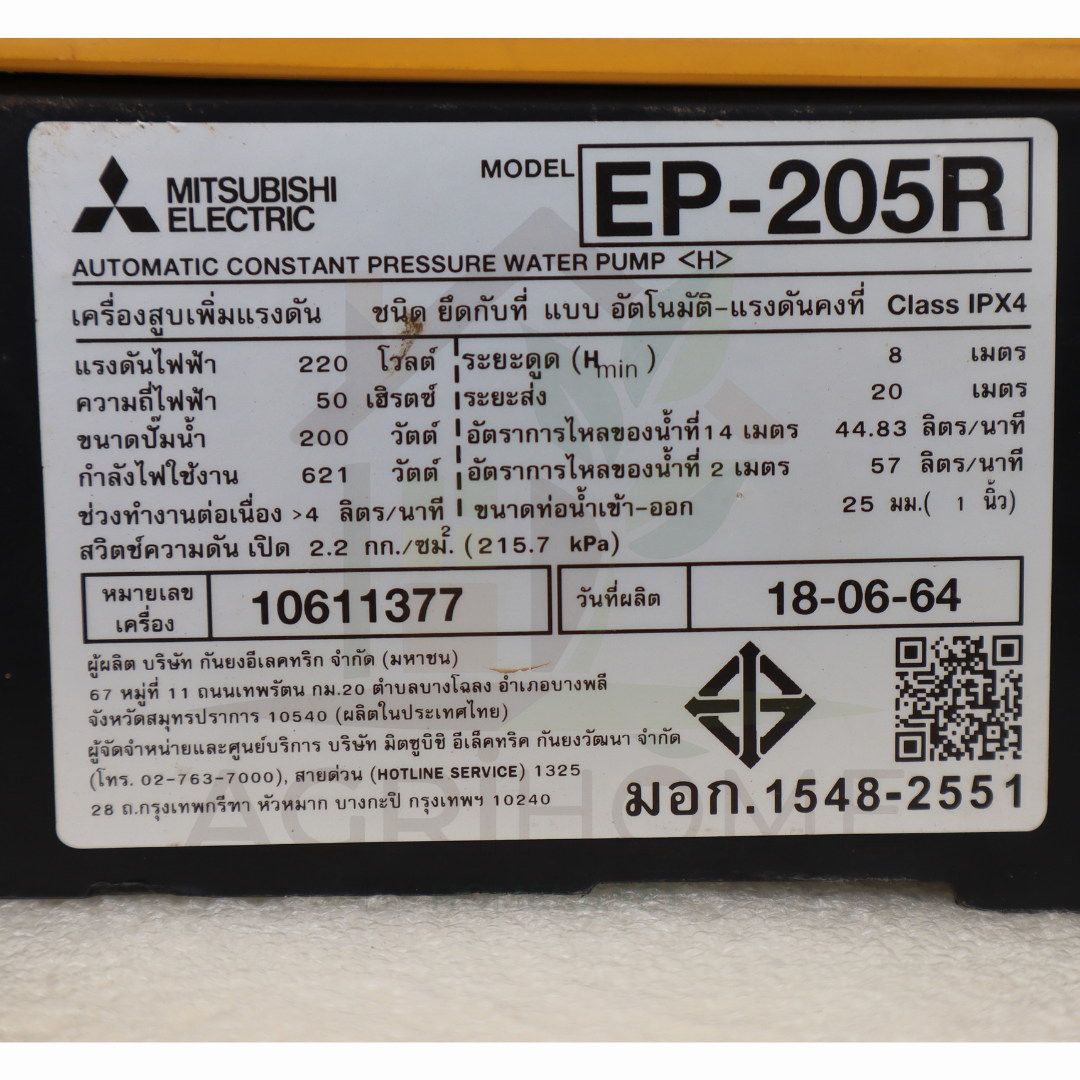 MITSUBISHI
ELECTRIC
MODEL EP-205R
AUTOMATIC CONSTANT PRESSURE WATER PUMP <H>
เครื่องสูบเพิ่มแรงดัน ชนิด ยึดกับที่ แบบ อัตโนมัติ-แรงดันคงที่ Class IPX4
แรงดันไฟฟ้า 220 โวลต์ ระยะดูด (Hmin) 8 เมตร
ความถี่ไฟฟ้า 50 เฮิรตซ์ ระยะส่ง 20 เมตร
ขนาดปั๊มน้ำ 200 วัตต์ อัตราการไหลของน้ำที่ 14 เมตร 44.83 ลิตร/นาที
กำลังไฟใช้งาน 621 วัตต์ อัตราการไหลของน้ำที่ 2 เมตร 57 ลิตร/นาที
ช่วงทำงานต่อเนื่อง >4 ลิตร/นาที ขนาดท่อน้ำเข้า-ออก 25 มม.( 1 นิ้ว)
สวิตช์ความดัน เปิด 2.2 กก./ซม.² (215.7 kPa)
หมายเลขเครื่อง 10611377 วันที่ผลิต 18-06-64
ผู้ผลิต บริษัท กันยงอีเลคทริก จำกัด (มหาชน)
67 หมู่ที่ 11 ถนนเทพรัตน กม.20 ตำบลบางโฉลง อำเภอบางพลี
จังหวัดสมุทรปราการ 10540 (ผลิตในประเทศไทย)
ผู้จัดจำหน่ายและศูนย์บริการ บริษัท มิตซูบิชิ อีเล็คทริค กันยงวัฒนา จำกัด
(โทร. 02-763-7000), สายด่วน (HOTLINE SERVICE) 1325
28 ถ.กรุงเทพกรีฑา หัวหมาก บางกะปิ กรุงเทพฯ 10240
มอก.1548-2551
AGRIHOME